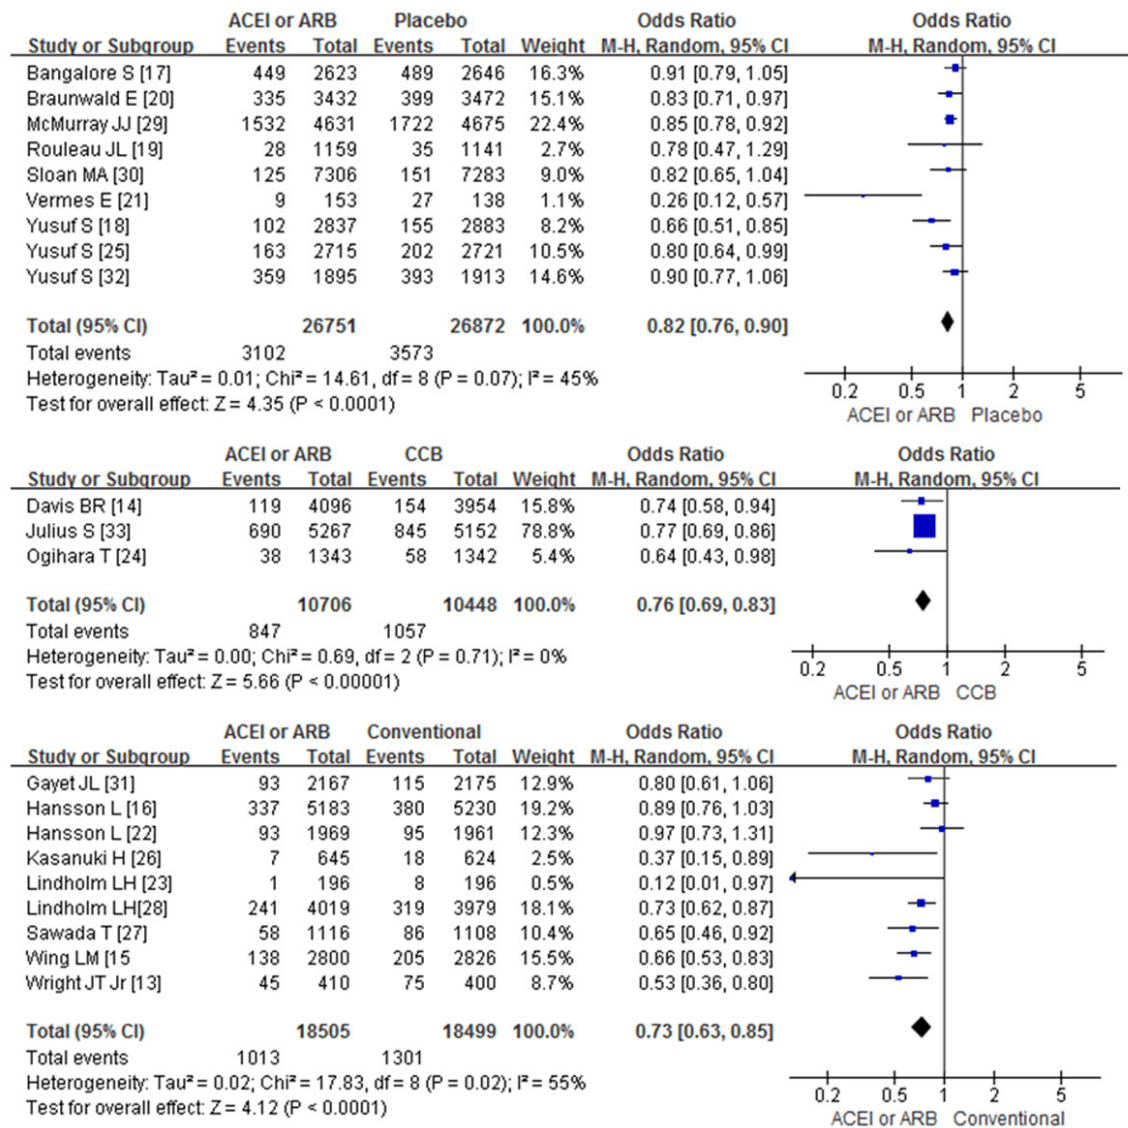 ACEI or ARB Placebo Odds Ratio Odds Ratio
Study or Subgroup Events Total Events Total Weight M-H, Random, 95% CI M-H, Random, 95% CI
Bangalore S [17] 449 2623 489 2646 16.3% 0.91 [0.79, 1.05]
Braunwald E [20] 335 3432 399 3472 15.1% 0.83 [0.71, 0.97]
McMurray JJ [29] 1532 4631 1722 4675 22.4% 0.85 [0.78, 0.92]
Rouleau JL [19] 28 1159 35 1141 2.7% 0.78 [0.47, 1.29]
Sloan MA [30] 125 7306 151 7283 9.0% 0.82 [0.65, 1.04]
Vermes E [21] 9 153 27 138 1.1% 0.26 [0.12, 0.57]
Yusuf S [18] 102 2837 155 2883 8.2% 0.66 [0.51, 0.85]
Yusuf S [25] 163 2715 202 2721 10.5% 0.80 [0.64, 0.99]
Yusuf S [32] 359 1895 393 1913 14.6% 0.90 [0.77, 1.06]
Total (95% CI) 26751 26872 100.0% 0.82 [0.76, 0.90]
Total events 3102 3573
Heterogeneity: Tau² = 0.01; Chi² = 14.61, df = 8 (P = 0.07); I² = 45%
Test for overall effect: Z = 4.35 (P < 0.0001)
0.2 0.5 1 2 5
ACEI or ARB Placebo
ACEI or ARB CCB Odds Ratio Odds Ratio
Study or Subgroup Events Total Events Total Weight M-H, Random, 95% CI M-H, Random, 95% CI
Davis BR [14] 119 4096 154 3954 15.8% 0.74 [0.58, 0.94]
Julius S [33] 690 5267 845 5152 78.8% 0.77 [0.69, 0.86]
Ogihara T [24] 38 1343 58 1342 5.4% 0.64 [0.43, 0.98]
Total (95% CI) 10706 10448 100.0% 0.76 [0.69, 0.83]
Total events 847 1057
Heterogeneity: Tau² = 0.00; Chi² = 0.69, df = 2 (P = 0.71); I² = 0%
Test for overall effect: Z = 5.66 (P < 0.00001)
0.2 0.5 1 2 5
ACEI or ARB CCB
ACEI or ARB Conventional Odds Ratio Odds Ratio
Study or Subgroup Events Total Events Total Weight M-H, Random, 95% CI M-H, Random, 95% CI
Gayet JL [31] 93 2167 115 2175 12.9% 0.80 [0.61, 1.06]
Hansson L [16] 337 5183 380 5230 19.2% 0.89 [0.76, 1.03]
Hansson L [22] 93 1969 95 1961 12.3% 0.97 [0.73, 1.31]
Kasanuki H [26] 7 645 18 624 2.5% 0.37 [0.15, 0.89]
Lindholm LH [23] 1 196 8 196 0.5% 0.12 [0.01, 0.97]
Lindholm LH[28] 241 4019 319 3979 18.1% 0.73 [0.62, 0.87]
Sawada T [27] 58 1116 86 1108 10.4% 0.65 [0.46, 0.92]
Wing LM [15 138 2800 205 2826 15.5% 0.66 [0.53, 0.83]
Wright JT Jr [13] 45 410 75 400 8.7% 0.53 [0.36, 0.80]
Total (95% CI) 18505 18499 100.0% 0.73 [0.63, 0.85]
Total events 1013 1301
Heterogeneity: Tau² = 0.02; Chi² = 17.83, df = 8 (P = 0.02); I² = 55%
Test for overall effect: Z = 4.12 (P < 0.0001)
0.2 0.5 1 2 5
ACEI or ARB Conventional